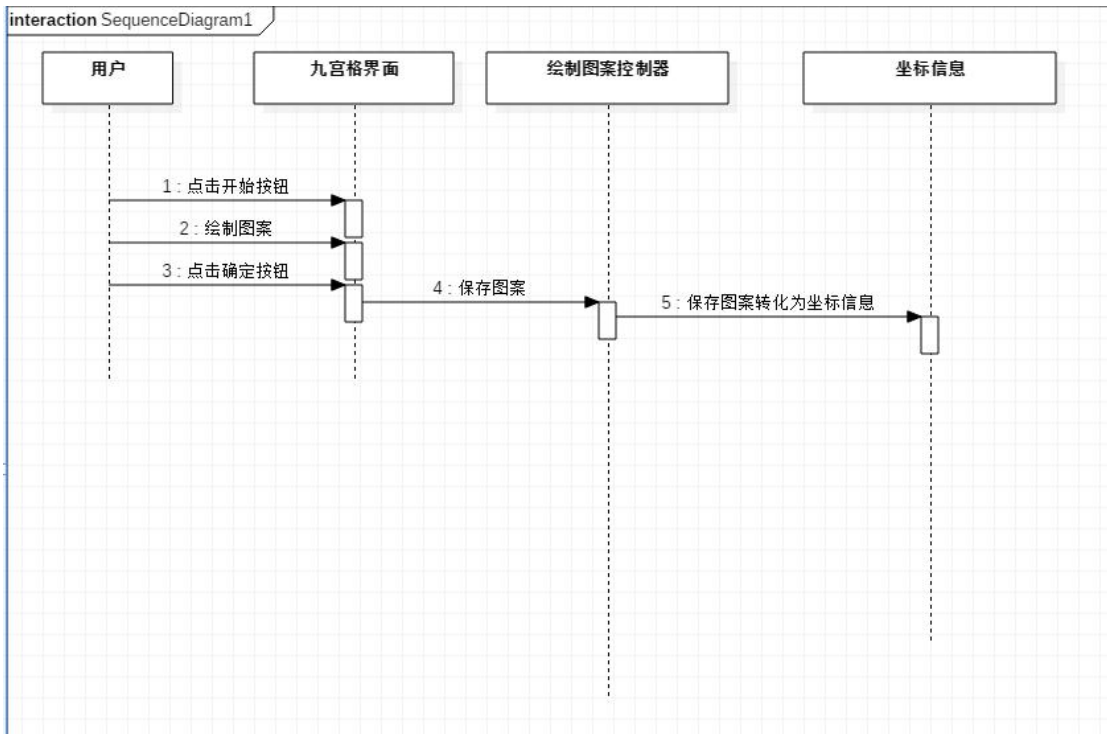 interaction SequenceDiagram1
用户
九宫格界面
绘制图案控制器
坐标信息
1 : 点击开始按钮
2 : 绘制图案
3 : 点击确定按钮
4 : 保存图案
5 : 保存图案转化为坐标信息